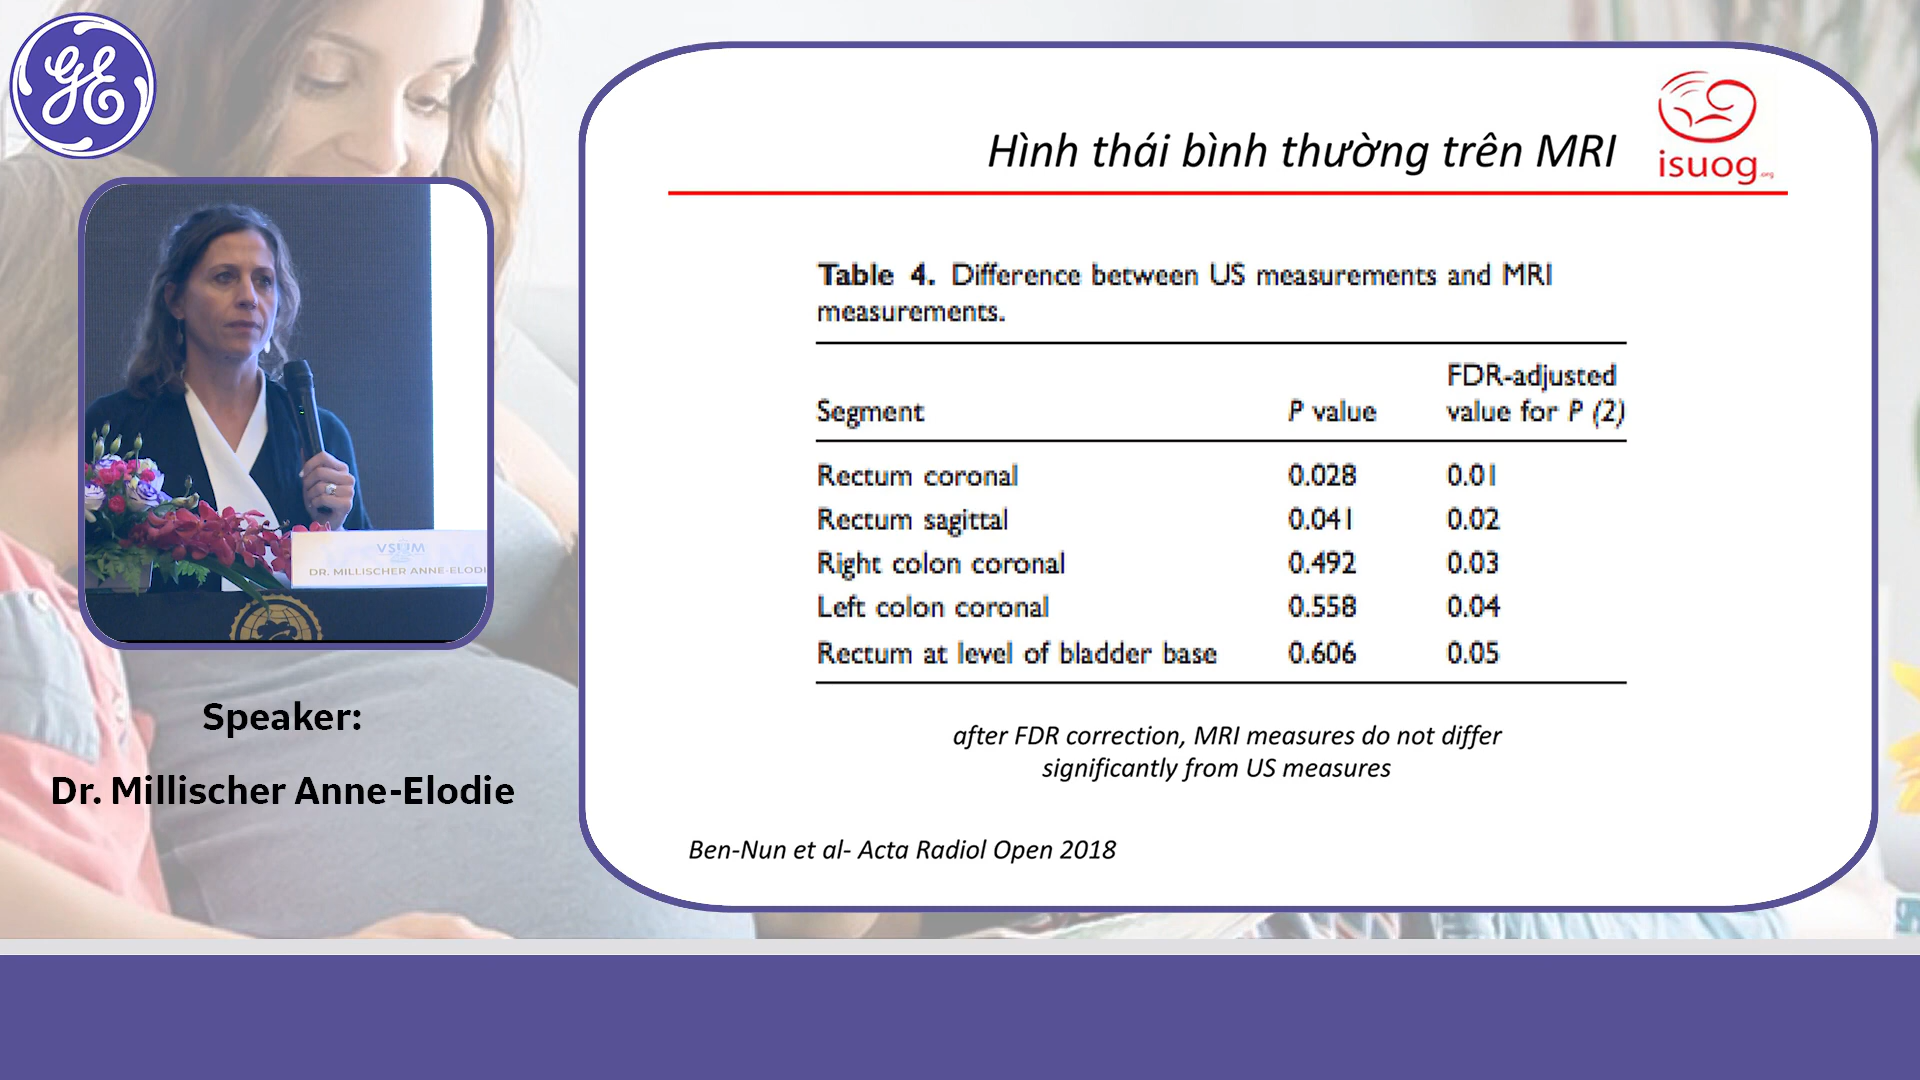 GE
VSUM
DR. MILLISCHER ANNE-ELODI
Speaker:
Dr. Millischer Anne-Elodie
Hình thái bình thường trên MRI
isuog.org
Table 4. Difference between US measurements and MRI
measurements.
FDR-adjusted
Segment P value value for P (2)
Rectum coronal 0.028 0.01
Rectum sagittal 0.041 0.02
Right colon coronal 0.492 0.03
Left colon coronal 0.558 0.04
Rectum at level of bladder base 0.606 0.05
after FDR correction, MRI measures do not differ
significantly from US measures
Ben-Nun et al- Acta Radiol Open 2018